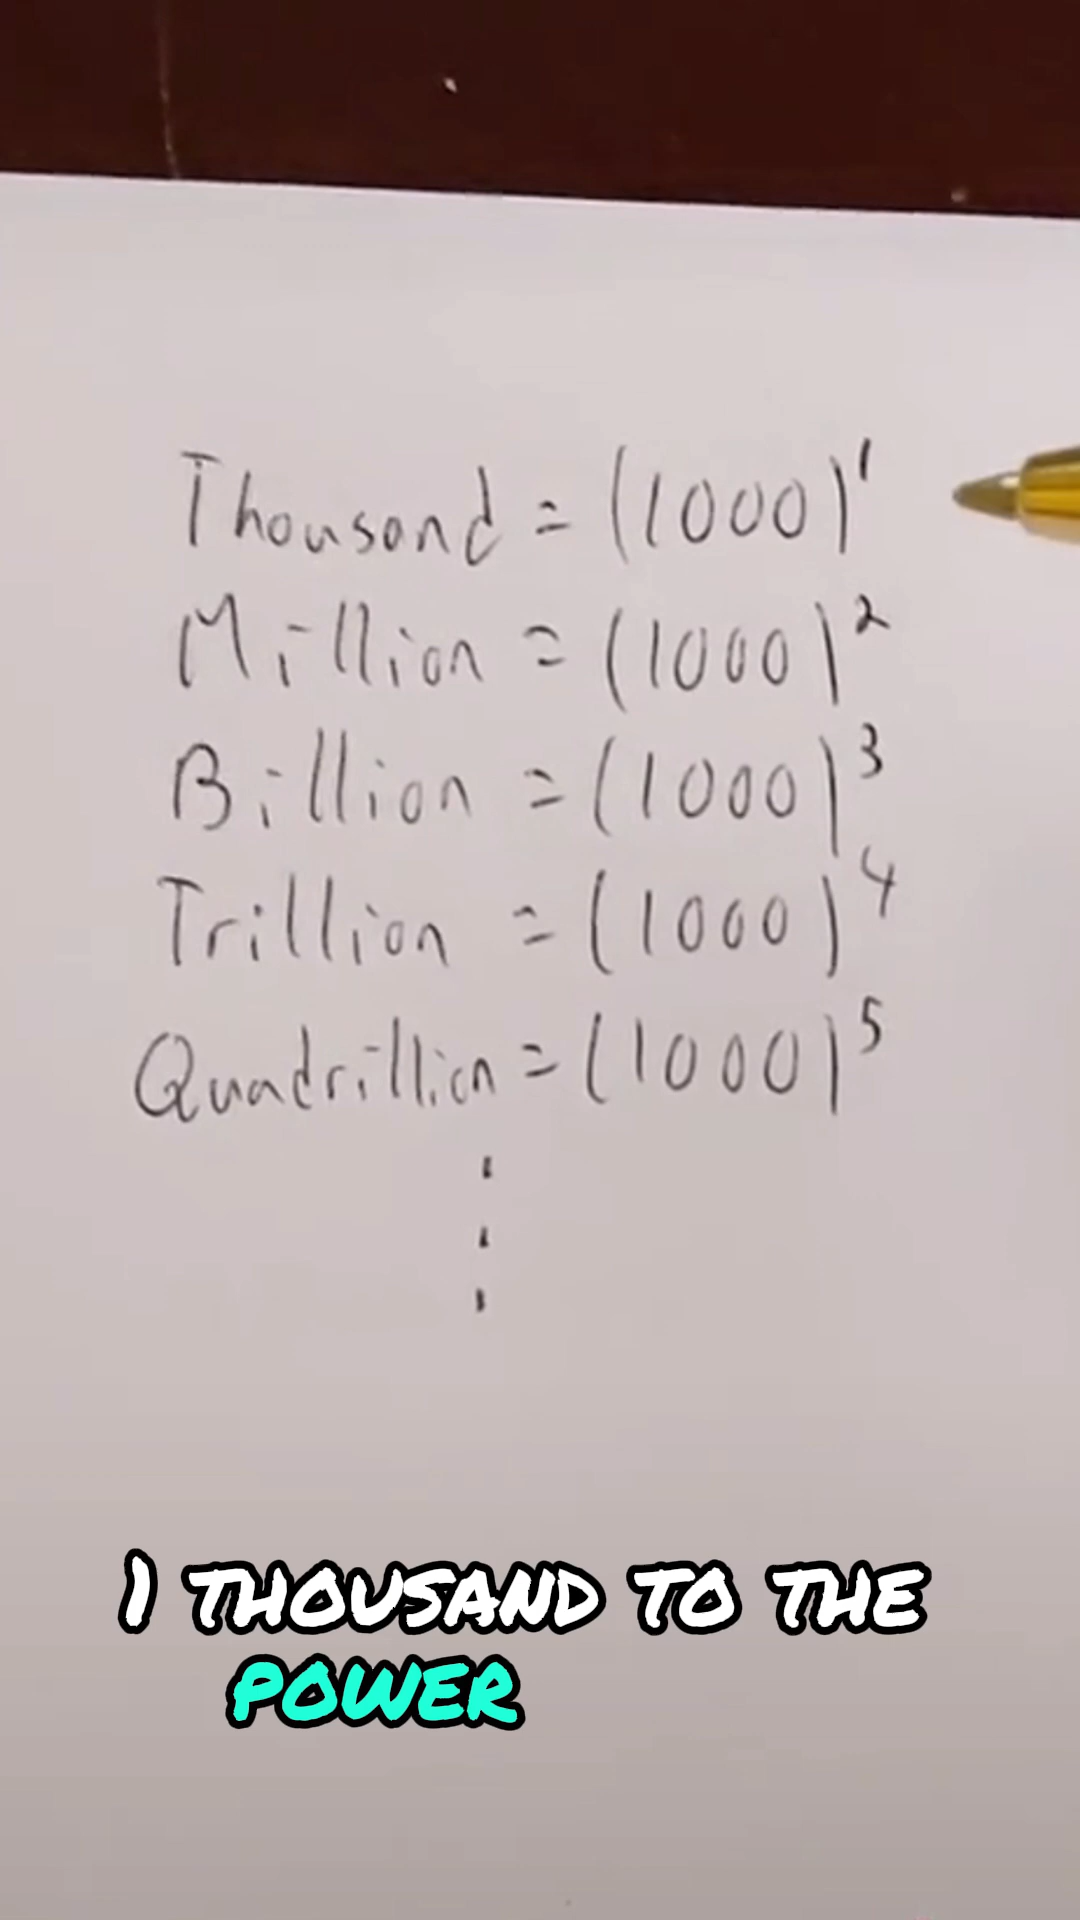 Thousand = (1000)¹
Million = (1000)²
Billion = (1000)³
Trillion = (1000)⁴
Quadrillion = (1000)⁵
.
.
.
1 THOUSAND TO THE
POWER